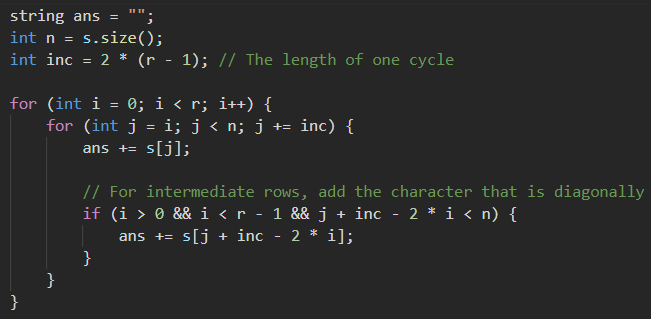 string ans = "";
int n = s.size();
int inc = 2 * (r - 1); // The length of one cycle
for (int i = 0; i < r; i++) {
for (int j = i; j < n; j += inc) {
ans += s[j];
// For intermediate rows, add the character that is diagonally
if (i > 0 && i < r - 1 && j + inc - 2 * i < n) {
ans += s[j + inc - 2 * i];
}
}
}